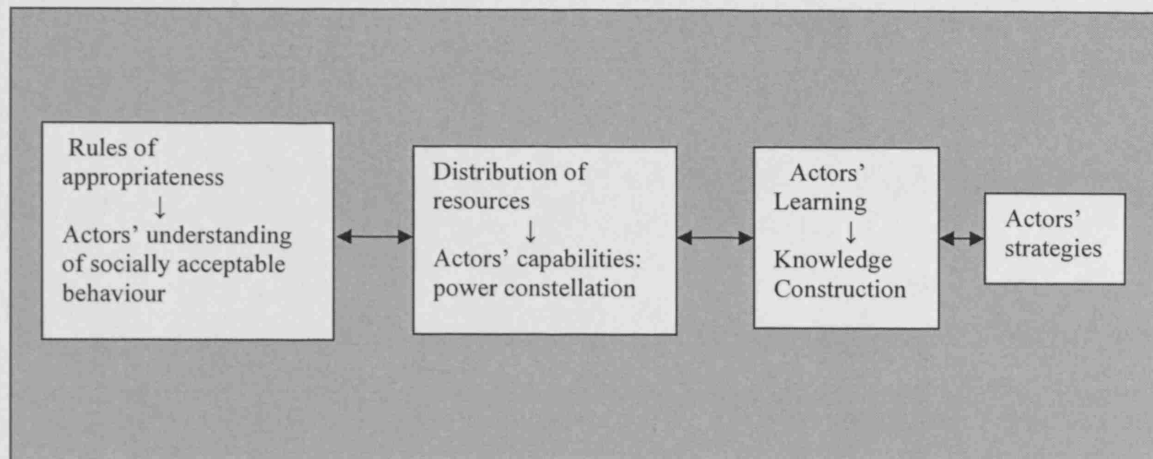 Rules of
appropriateness
↓
Actors’ understanding
of socially acceptable
behaviour
Distribution of
resources
↓
Actors’ capabilities:
power constellation
Actors’
Learning
↓
Knowledge
Construction
Actors’
strategies